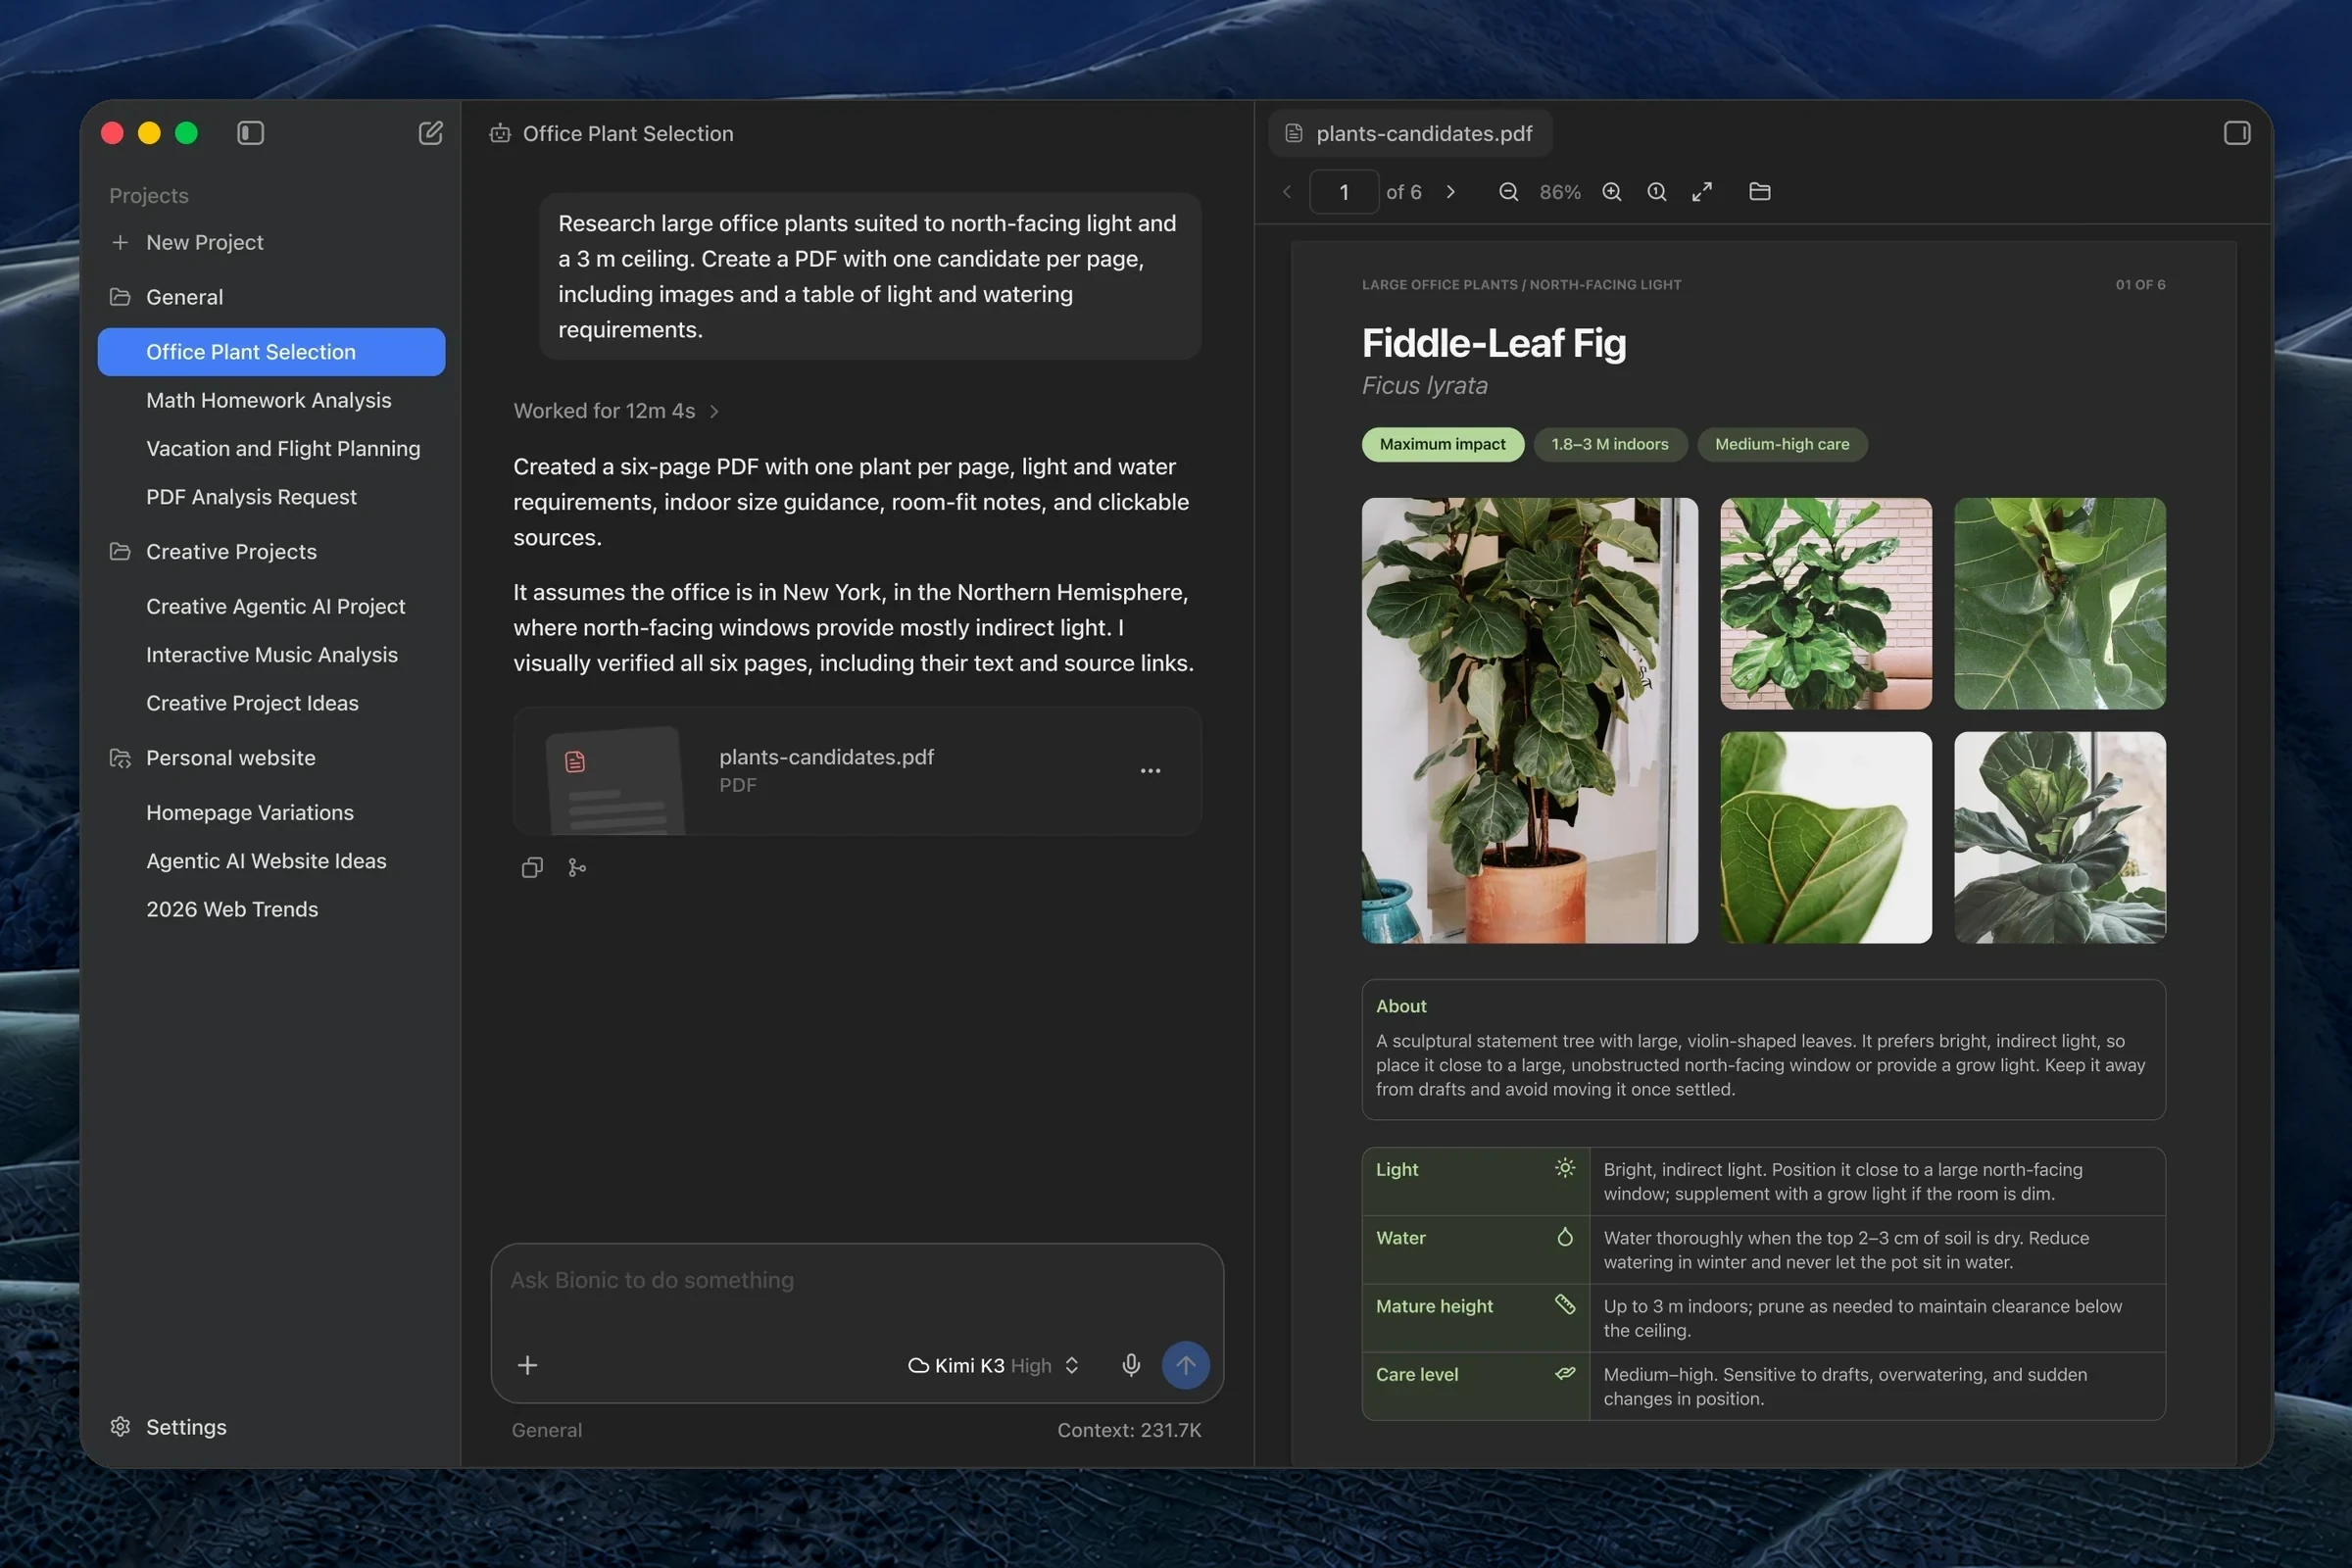 Projects
New Project
General
Office Plant Selection
Math Homework Analysis
Vacation and Flight Planning
PDF Analysis Request
Creative Projects
Creative Agentic AI Project
Interactive Music Analysis
Creative Project Ideas
Personal website
Homepage Variations
Agentic AI Website Ideas
2026 Web Trends
Settings
Office Plant Selection
Research large office plants suited to north-facing light and
a 3 m ceiling. Create a PDF with one candidate per page,
including images and a table of light and watering
requirements.
Worked for 12m 4s
Created a six-page PDF with one plant per page, light and water
requirements, indoor size guidance, room-fit notes, and clickable
sources.
It assumes the office is in New York, in the Northern Hemisphere,
where north-facing windows provide mostly indirect light. I
visually verified all six pages, including their text and source links.
plants-candidates.pdf
PDF
Ask Bionic to do something
Kimi K3 High
General
Context: 231.7K
plants-candidates.pdf
1 of 6
86%
LARGE OFFICE PLANTS / NORTH-FACING LIGHT
01 OF 6
Fiddle-Leaf Fig
Ficus lyrata
Maximum impact
1.8–3 M indoors
Medium-high care
About
A sculptural statement tree with large, violin-shaped leaves. It prefers bright, indirect light, so
place it close to a large, unobstructed north-facing window or provide a grow light. Keep it away
from drafts and avoid moving it once settled.
Light
Bright, indirect light. Position it close to a large north-facing
window; supplement with a grow light if the room is dim.
Water
Water thoroughly when the top 2–3 cm of soil is dry. Reduce
watering in winter and never let the pot sit in water.
Mature height
Up to 3 m indoors; prune as needed to maintain clearance below
the ceiling.
Care level
Medium–high. Sensitive to drafts, overwatering, and sudden
changes in position.